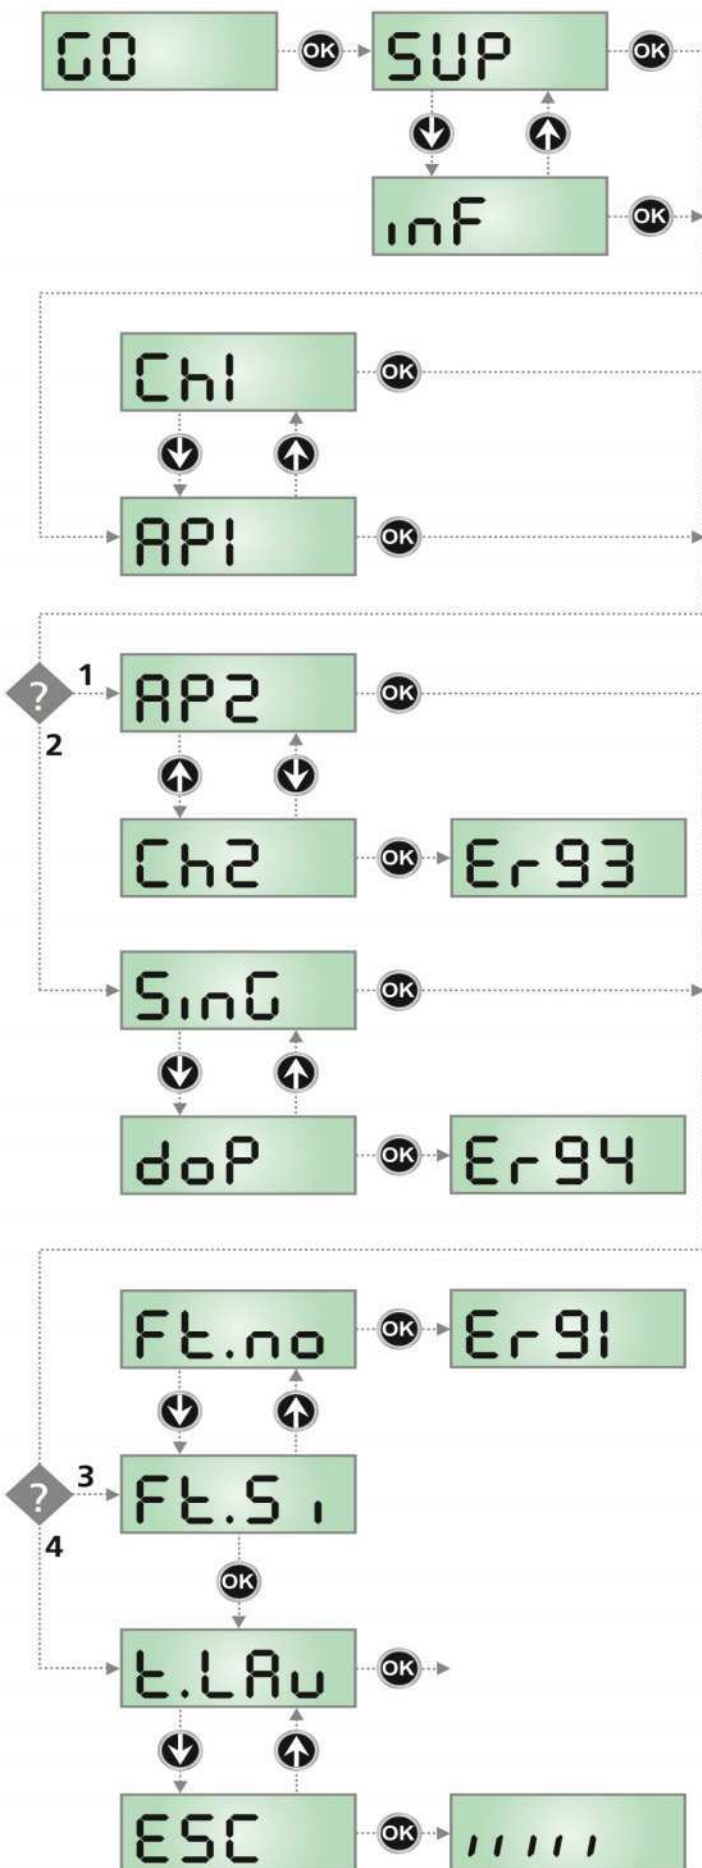 GO OK SUP OK
inF OK
Ch1 OK
AP1 OK
? 1 AP2 OK
2
Ch2 OK Er93
SinG OK
doP OK Er94
Ft.no OK Er91
? 3 Ft.Si
4
OK
t.LAv OK
ESC OK